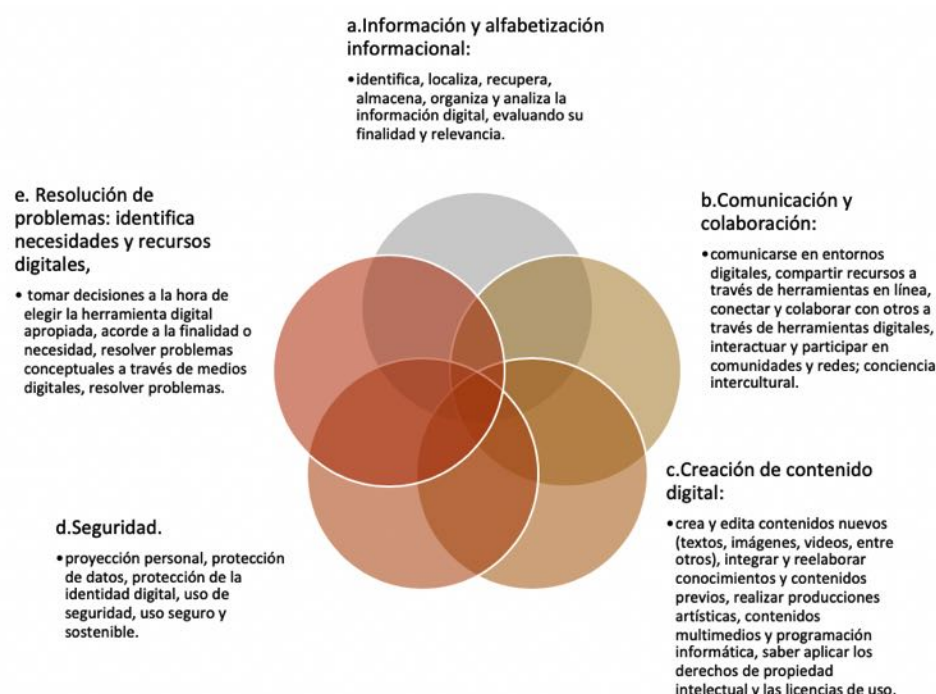 a.Información y alfabetización
informacional:
•identifica, localiza, recupera,
almacena, organiza y analiza la
información digital, evaluando su
finalidad y relevancia.
b.Comunicación y
colaboración:
•comunicarse en entornos
digitales, compartir recursos a
través de herramientas en línea,
conectar y colaborar con otros a
través de herramientas digitales,
interactuar y participar en
comunidades y redes; conciencia
intercultural.
c.Creación de contenido
digital:
•crea y edita contenidos nuevos
(textos, imágenes, videos, entre
otros), integrar y reelaborar
conocimientos y contenidos
previos, realizar producciones
artísticas, contenidos
multimedios y programación
informática, saber aplicar los
derechos de propiedad
intelectual y las licencias de uso.
d.Seguridad.
•proyección personal, protección
de datos, protección de la
identidad digital, uso de
seguridad, uso seguro y
sostenible.
e. Resolución de
problemas: identifica
necesidades y recursos
digitales,
• tomar decisiones a la hora de
elegir la herramienta digital
apropiada, acorde a la finalidad o
necesidad, resolver problemas
conceptuales a través de medios
digitales, resolver problemas.